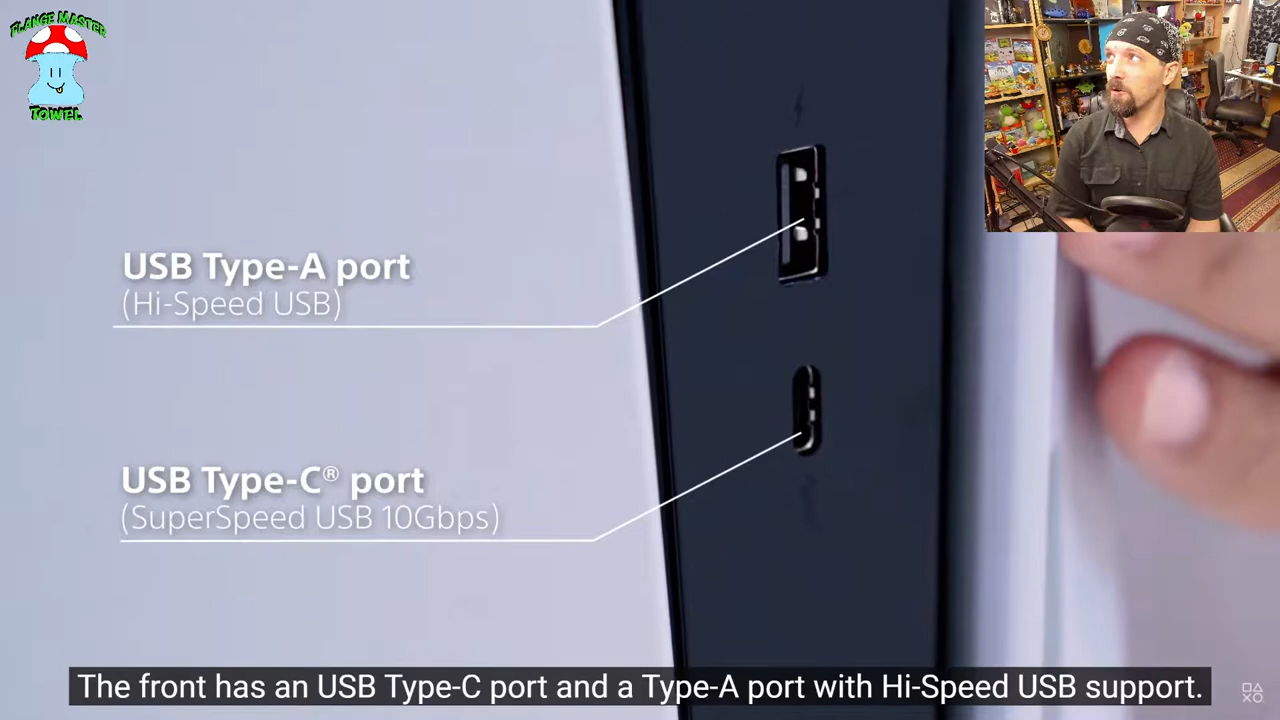 FLANGE MASTER
TOWEL
USB Type-A port
(Hi-Speed USB)
USB Type-C® port
(SuperSpeed USB 10Gbps)
The front has an USB Type-C port and a Type-A port with Hi-Speed USB support.